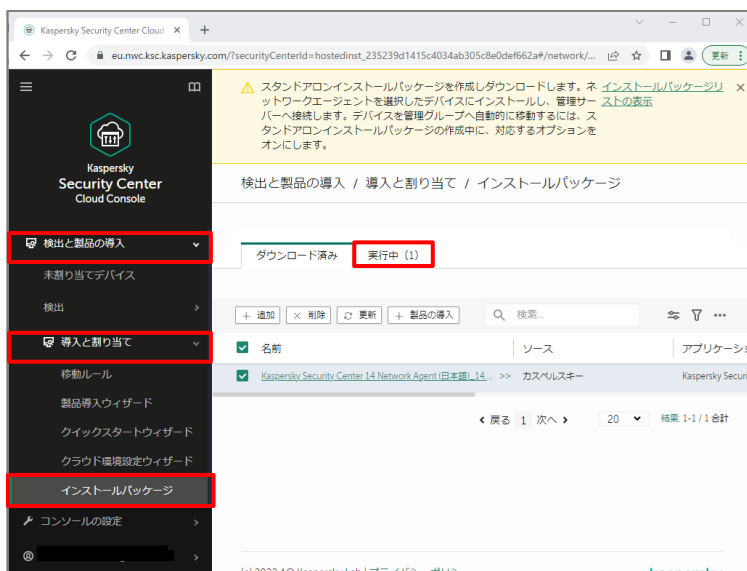 Kaspersky Security Center Cloud
eu.nwc.ksc.kaspersky.com/?securityCenterId=hostedinst_235239d1415c4034ab305c8e0def662a#/network/...
更新
Kaspersky
Security Center
Cloud Console
検出と製品の導入
未割り当てデバイス
検出
導入と割り当て
移動ルール
製品導入ウィザード
クイックスタートウィザード
クラウド環境設定ウィザード
インストールパッケージ
コンソールの設定
スタンドアロンインストールパッケージを作成しダウンロードします。ネ
ットワークエージェントを選択したデバイスにインストールし、管理サー
バーへ接続します。デバイスを管理グループへ自動的に移動するには、ス
タンドアロンインストールパッケージの作成中に、対応するオプションを
オンにします。
インストールパッケージリ
ストの表示
検出と製品の導入 / 導入と割り当て / インストールパッケージ
ダウンロード済み 実行中 (1)
+ 追加 × 削除 更新 + 製品の導入 検索...
名前 ソース アプリケーショ
Kaspersky Security Center 14 Network Agent (日本語)_14... >> カスペルスキー Kaspersky Securi
戻る 1 次へ 20 結果: 1-1 / 1 合計